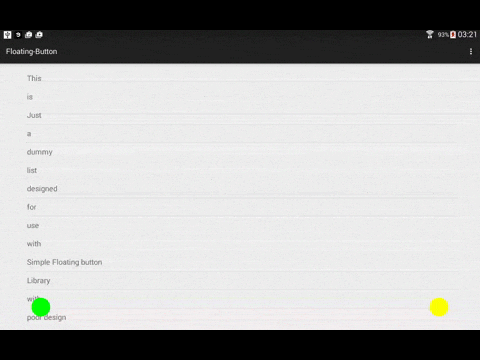 93% 03:21
Floating-Button
This
is
Just
a
dummy
list
designed
for
use
with
Simple Floating button
Library
with
poor design